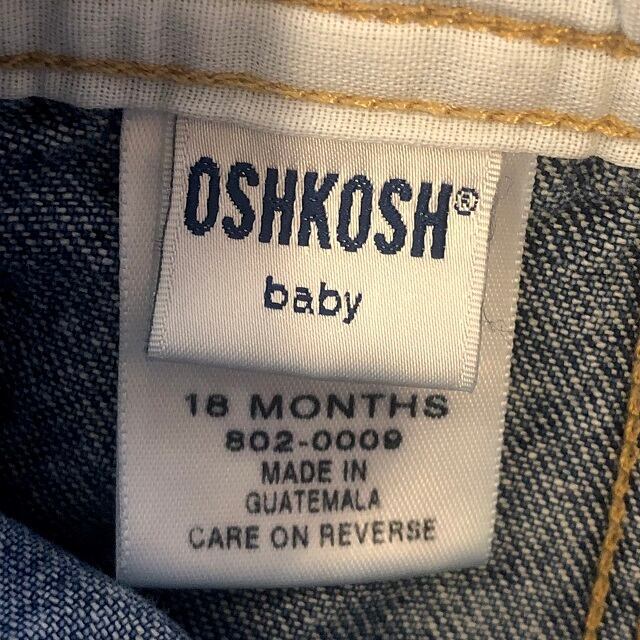 OSHKOSH®
baby
18 MONTHS
802-0009
MADE IN
GUATEMALA
CARE ON REVERSE